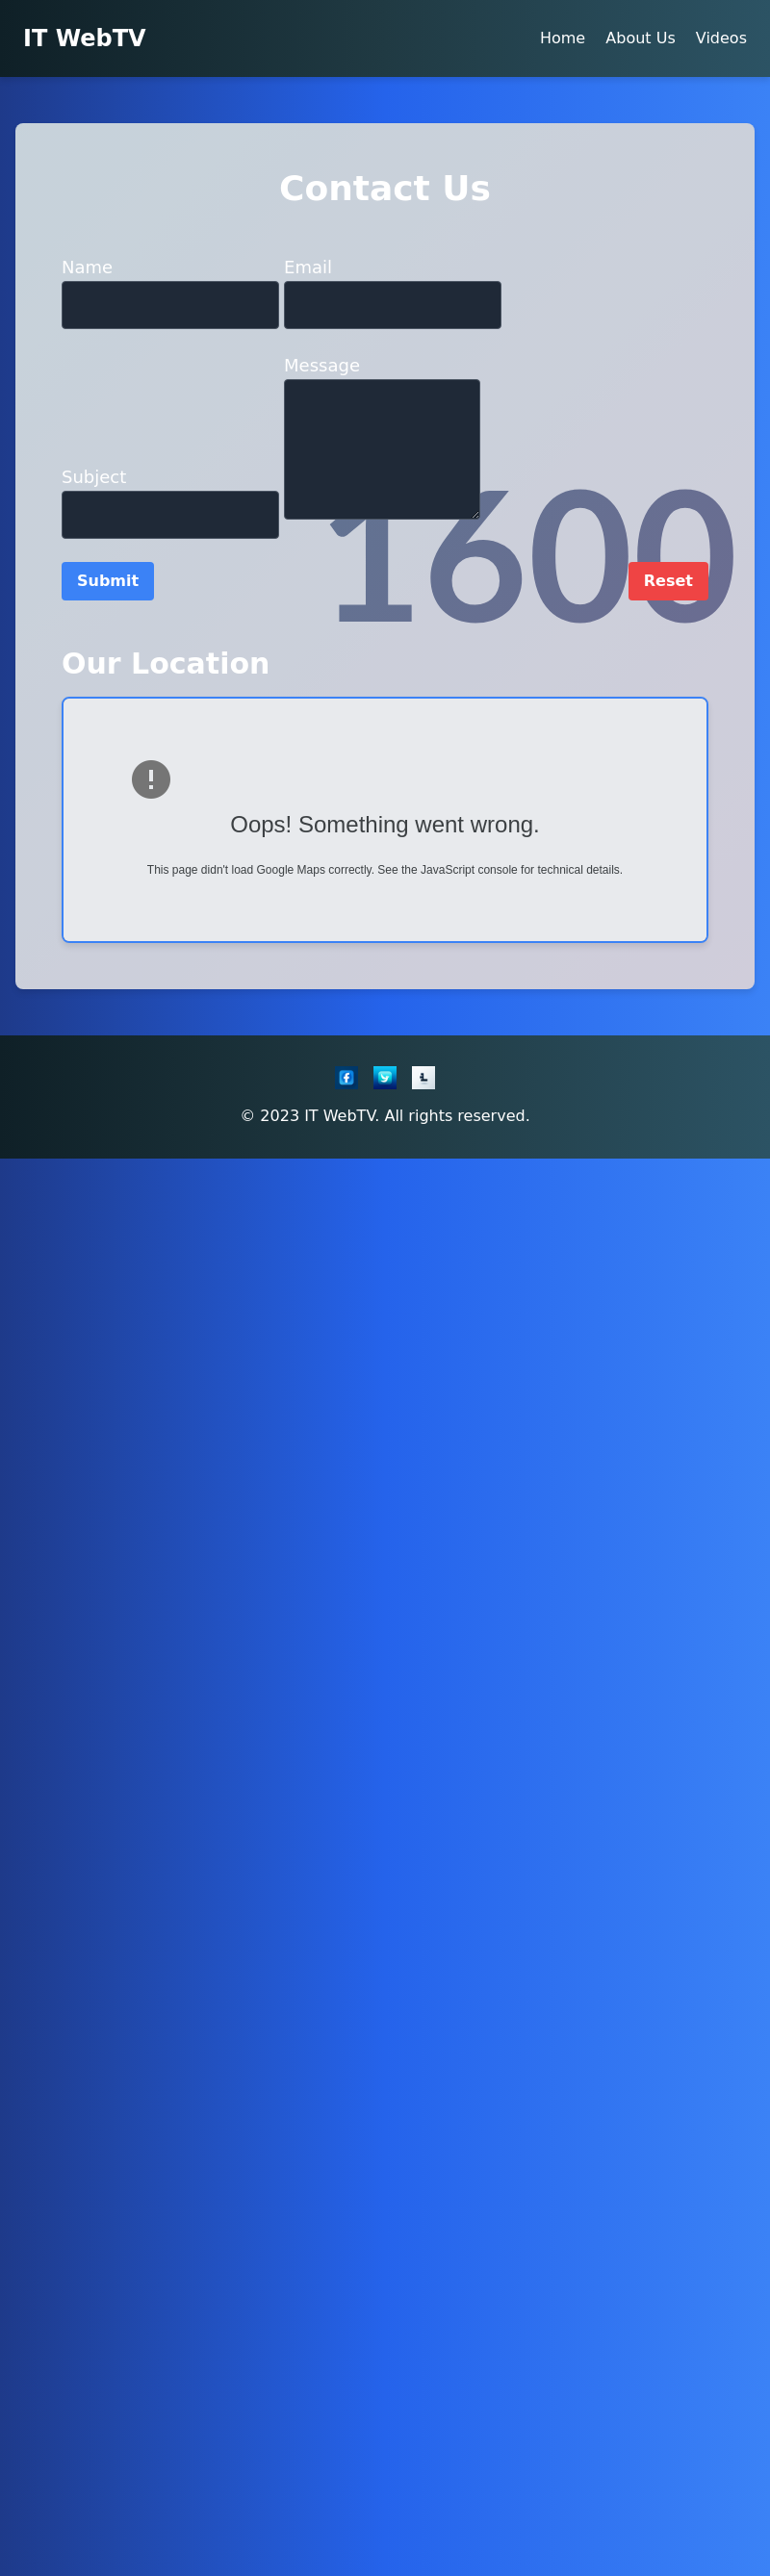 IT WebTV
Home About Us Videos
Contact Us
Name Email
Message
Subject
1600
Submit Reset
Our Location
Oops! Something went wrong.
This page didn't load Google Maps correctly. See the JavaScript console for technical details.
© 2023 IT WebTV. All rights reserved.